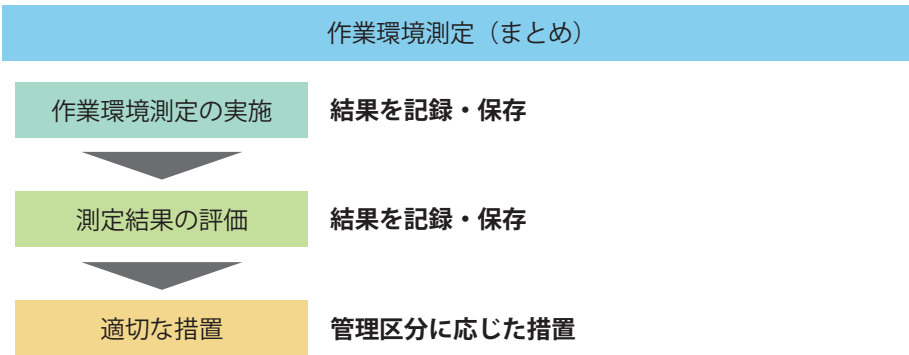 作業環境測定（まとめ）
作業環境測定の実施 結果を記録・保存
測定結果の評価 結果を記録・保存
適切な措置 管理区分に応じた措置